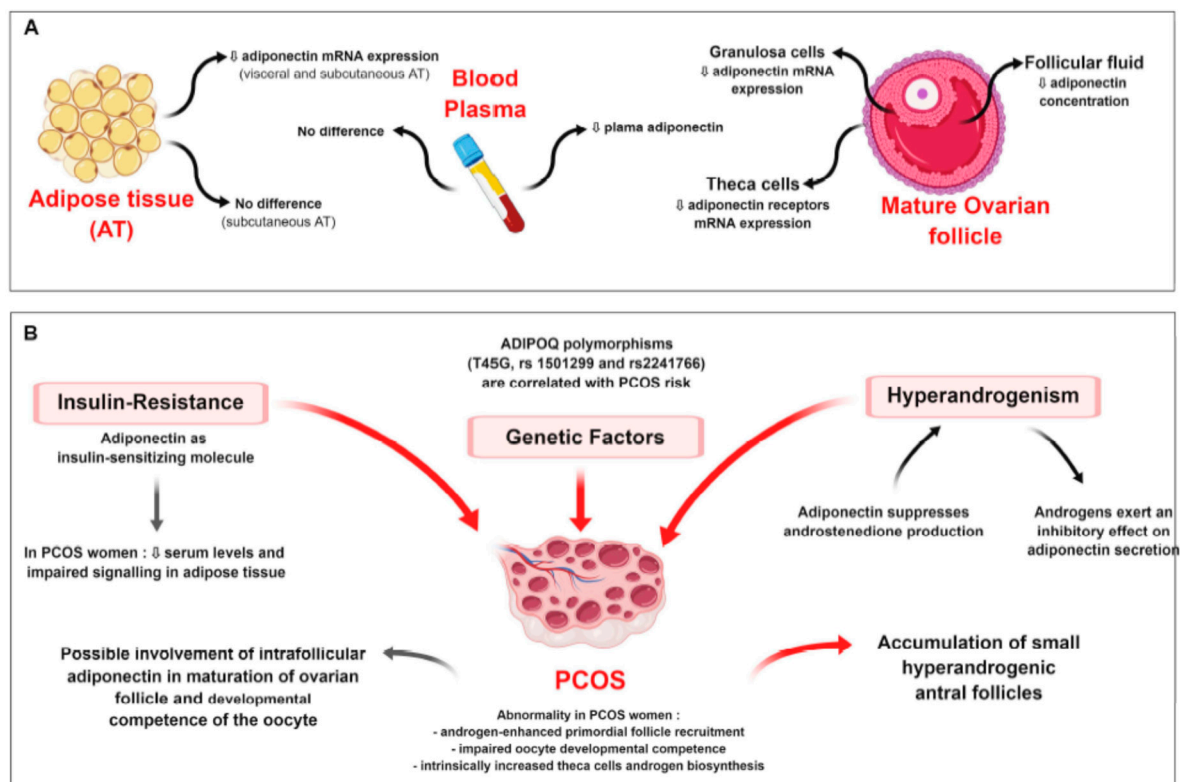 A
⇩ adiponectin mRNA expression
(visceral and subcutaneous AT)
No difference
(subcutaneous AT)
Adipose tissue
(AT)
Blood
Plasma
No difference
⇩ plama adiponectin
Granulosa cells
⇩ adiponectin mRNA
expression
Follicular fluid
⇩ adiponectin
concentration
Theca cells
⇩ adiponectin receptors
mRNA expression
Mature Ovarian
follicle
B
ADIPOQ polymorphisms
(T45G, rs 1501299 and rs2241766)
are correlated with PCOS risk
Insulin-Resistance
Adiponectin as
insulin-sensitizing molecule
In PCOS women : ⇩ serum levels and
impaired signalling in adipose tissue
Genetic Factors
Hyperandrogenism
Adiponectin suppresses
androstenedione production
Androgens exert an
inhibitory effect on
adiponectin secretion
Possible involvement of intrafollicular
adiponectin in maturation of ovarian
follicle and developmental
competence of the oocyte
PCOS
Abnormality in PCOS women :
- androgen-enhanced primordial follicle recruitment
- impaired oocyte developmental competence
- intrinsically increased theca cells androgen biosynthesis
Accumulation of small
hyperandrogenic
antral follicles